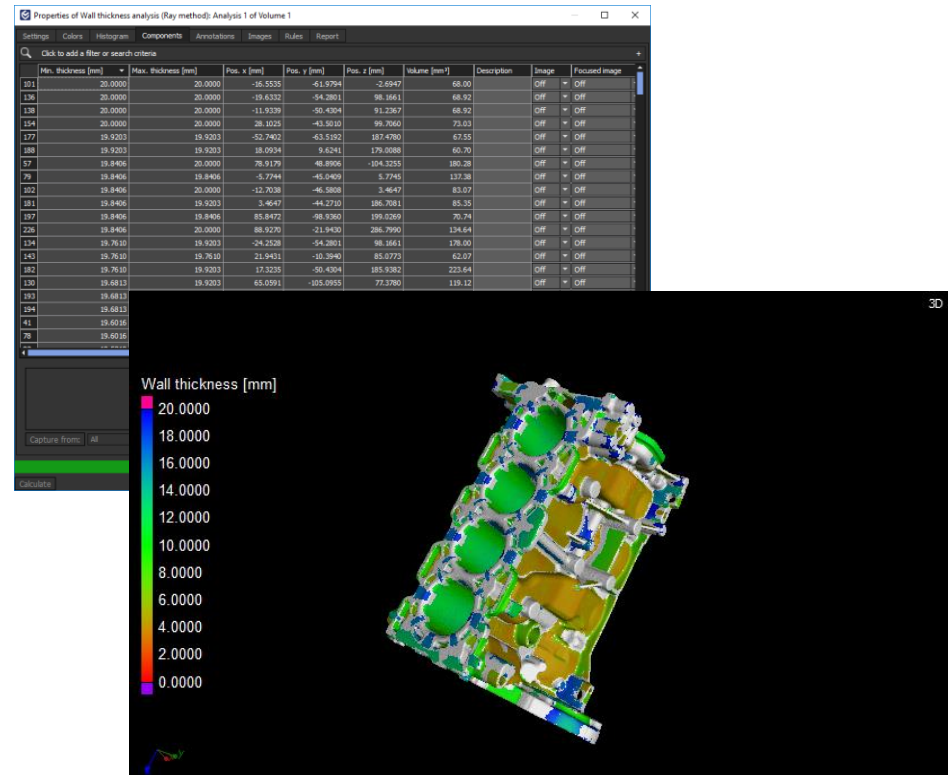 Properties of Wall thickness analysis (Ray method): Analysis 1 of Volume 1
Settings Colors Histogram Components Annotations Images Rules Report
Click to add a filter or search criteria +
Min. thickness [mm] Max. thickness [mm] Pos. x [mm] Pos. y [mm] Pos. z [mm] Volume [mm³] Description Image Focused image
101 20.0000 20.0000 -16.5535 -61.9794 -2.6947 68.00 Off Off
136 20.0000 20.0000 -19.6332 -54.2801 98.1661 68.92 Off Off
138 20.0000 20.0000 -11.9339 -50.4304 91.2367 68.92 Off Off
154 20.0000 20.0000 28.1025 -43.5010 99.7060 73.03 Off Off
177 19.9203 19.9203 -52.7402 -63.5192 187.4780 67.55 Off Off
188 19.9203 19.9203 18.0934 9.6241 179.0088 60.70 Off Off
57 19.8406 20.0000 78.9179 48.8906 -104.3255 180.28 Off Off
79 19.8406 19.8406 -5.7744 -45.0409 5.7745 137.38 Off Off
102 19.8406 20.0000 -12.7038 -46.5808 3.4647 83.07 Off Off
181 19.8406 19.9203 3.4647 -44.2710 186.7081 85.35 Off Off
197 19.8406 19.8406 85.8472 -98.9360 199.0269 70.74 Off Off
226 19.8406 20.0000 88.9270 -21.9430 286.7990 134.64 Off Off
134 19.7610 19.9203 -24.2528 -54.2801 98.1661 178.00 Off Off
143 19.7610 19.7610 21.9431 -10.3940 85.0773 62.07 Off Off
182 19.7610 19.9203 17.3235 -50.4304 185.9382 223.64 Off Off
130 19.6813 19.9203 65.0591 -105.0955 77.3780 119.12 Off Off
193 19.6813
194 19.6813
41 19.6016
78 19.6016
Capture from: All
Calculate
3D
Wall thickness [mm]
20.0000
18.0000
16.0000
14.0000
12.0000
10.0000
8.0000
6.0000
4.0000
2.0000
0.0000